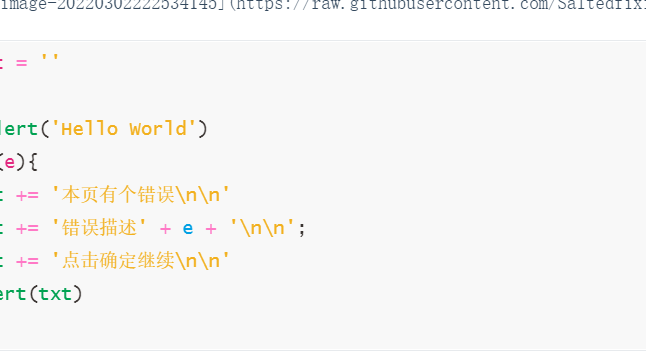 image-20220302222534145](https://raw.githubusercontent.com/Saltedfixi
t = ''
lert('Hello World')
(e){
t += '本页有个错误\n\n'
t += '错误描述' + e + '\n\n';
t += '点击确定继续\n\n'
ert(txt)